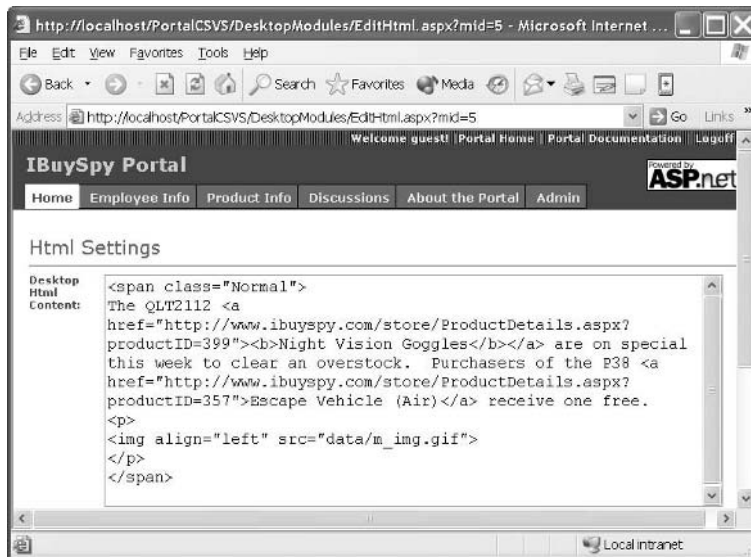 http://localhost/PortalCSVS/DesktopModules/EditHtml.aspx?mid=5 - Microsoft Internet ...
File Edit View Favorites Tools Help
Back Search Favorites Media
Address http://localhost/PortalCSVS/DesktopModules/EditHtml.aspx?mid=5 Go Links »
Welcome guest! | Portal Home | Portal Documentation | Logoff
IBuySpy Portal
Powered by
ASP.net
Home Employee Info Product Info Discussions About the Portal Admin
Html Settings
Desktop
Html
Content:
<span class="Normal">
The QLT2112 <a
href="http://www.ibuyspy.com/store/ProductDetails.aspx?
productID=399"><b>Night Vision Goggles</b></a> are on special
this week to clear an overstock.  Purchasers of the P38 <a
href="http://www.ibuyspy.com/store/ProductDetails.aspx?
productID=357">Escape Vehicle (Air)</a> receive one free.
<p>
<img align="left" src="data/m_img.gif">
</p>
</span>
Local intranet